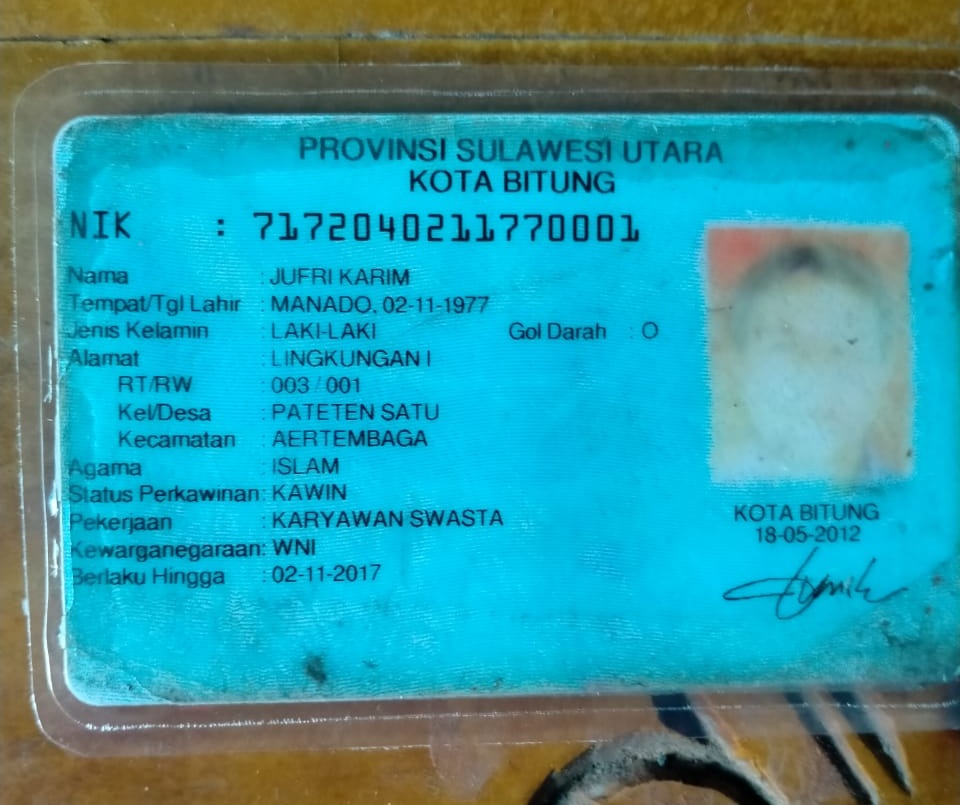 PROVINSI SULAWESI UTARA
KOTA BITUNG
NIK : 7172040211770001
Nama : JUFRI KARIM
Tempat/Tgl Lahir : MANADO, 02-11-1977
Jenis Kelamin : LAKI-LAKI Gol Darah : O
Alamat : LINGKUNGAN I
RT/RW : 003 / 001
Kel/Desa : PATETEN SATU
Kecamatan : AERTEMBAGA
Agama : ISLAM
Status Perkawinan : KAWIN
Pekerjaan : KARYAWAN SWASTA
Kewarganegaraan : WNI
Berlaku Hingga : 02-11-2017
KOTA BITUNG
18-05-2012